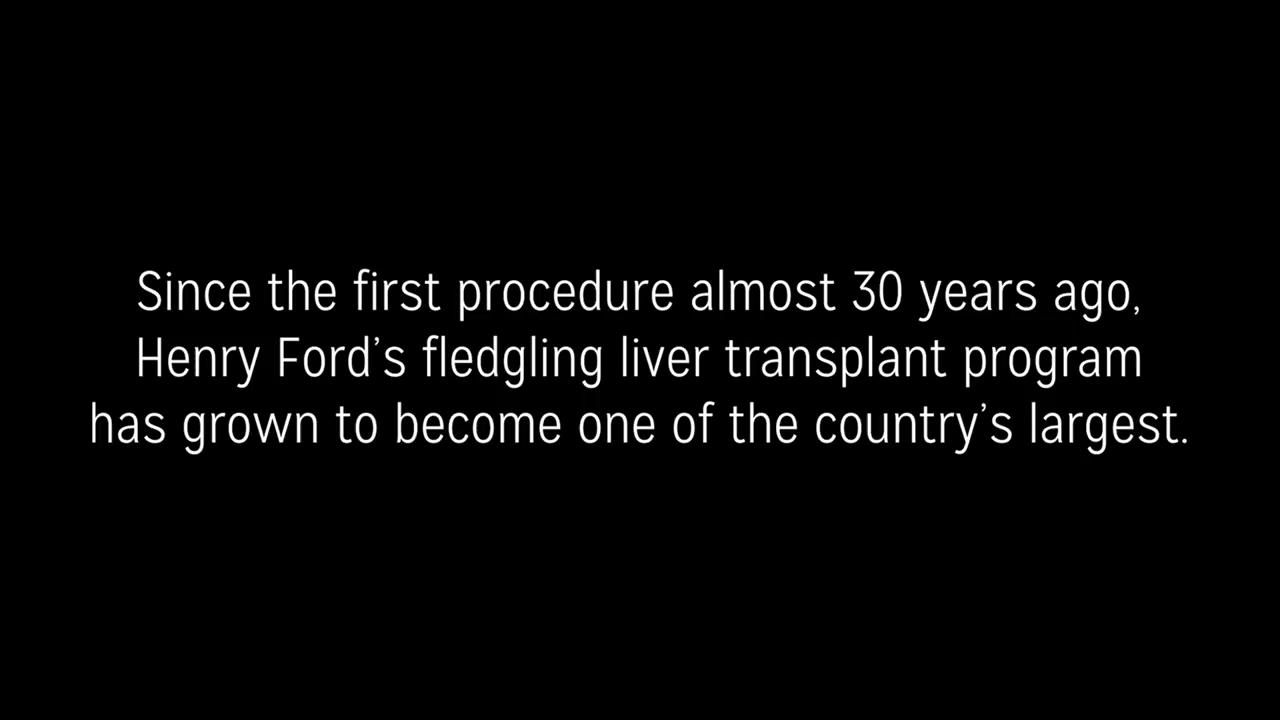 Since the first procedure almost 30 years ago,
Henry Ford’s fledgling liver transplant program
has grown to become one of the country’s largest.